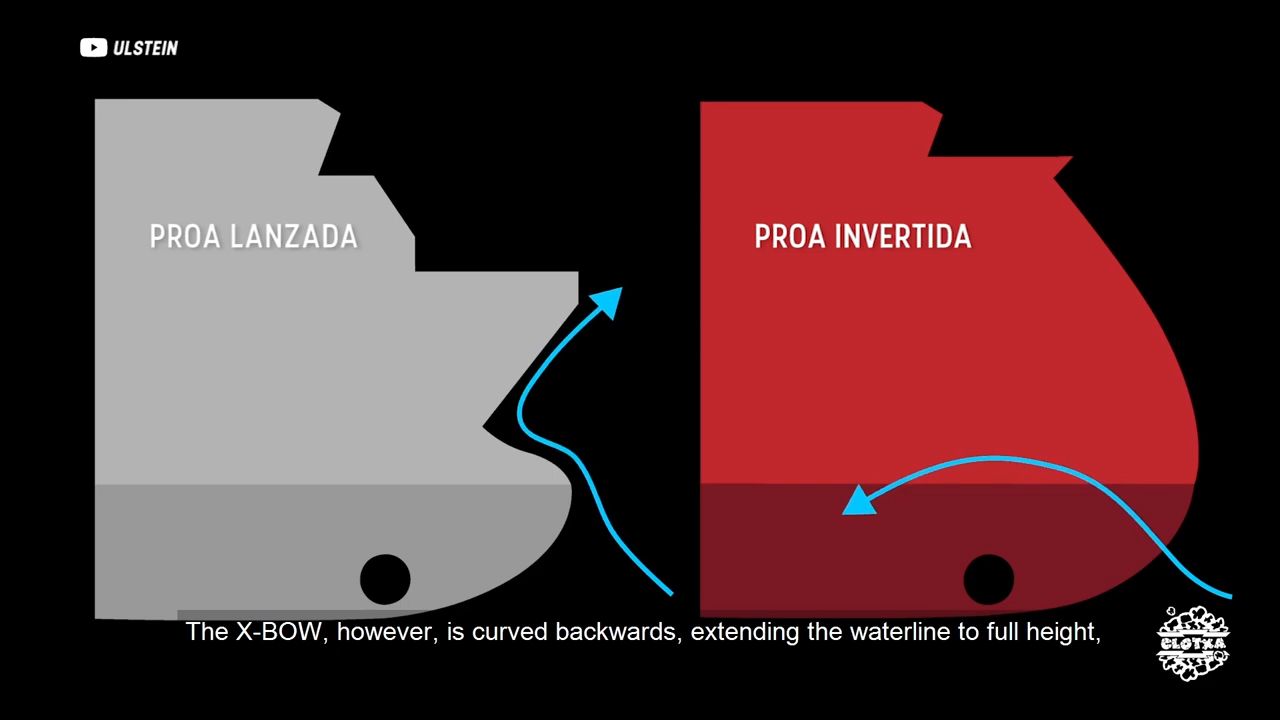 ULSTEIN
PROA LANZADA
PROA INVERTIDA
The X-BOW, however, is curved backwards, extending the waterline to full height,
CLOTXA